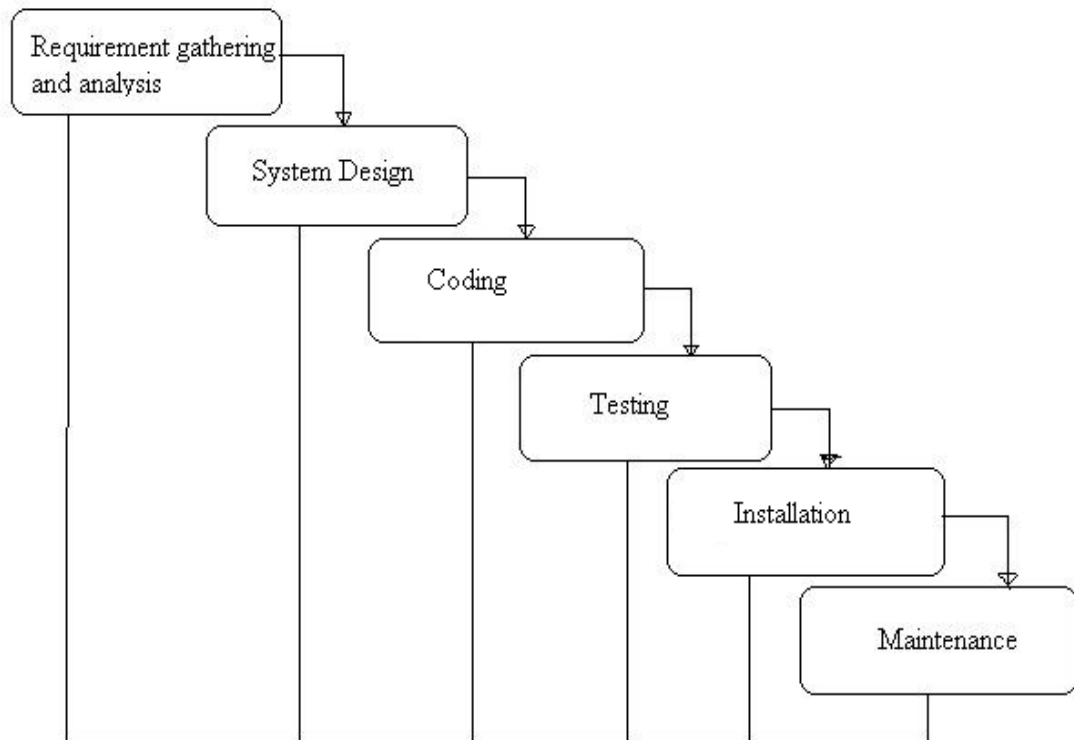 Requirement gathering
and analysis
System Design
Coding
Testing
Installation
Maintenance